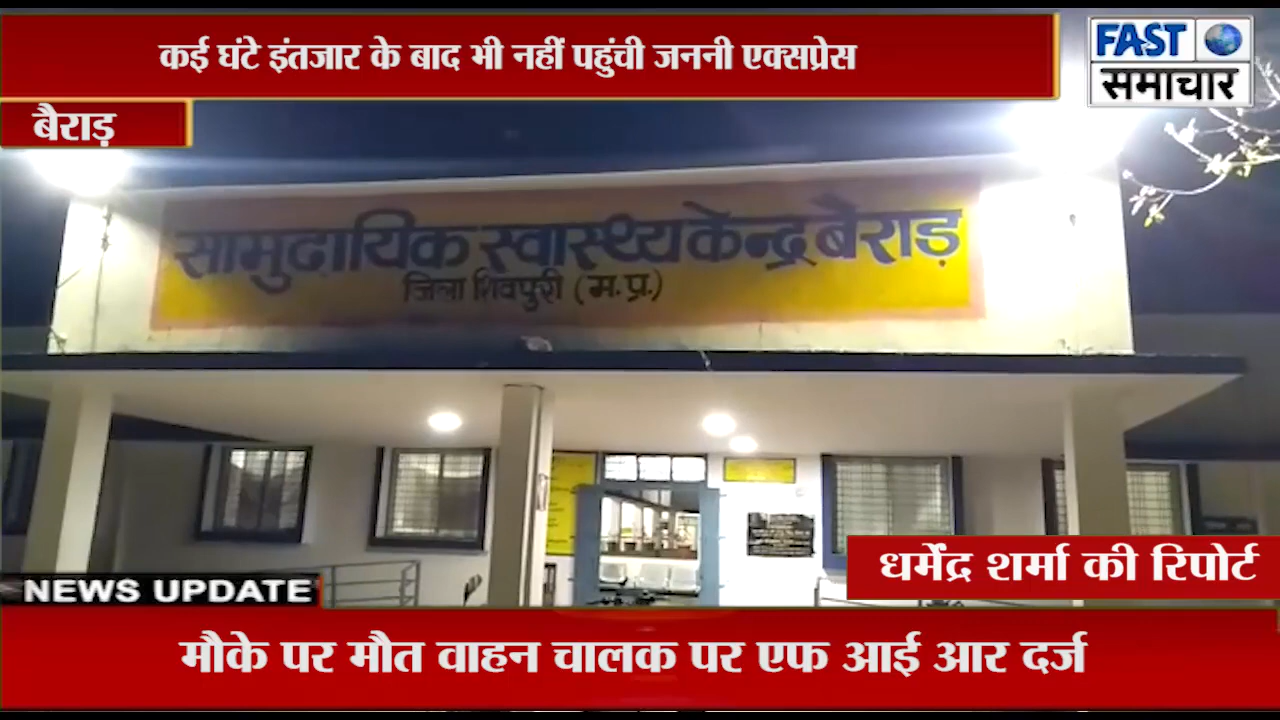 कई घंटे इंतजार के बाद भी नहीं पहुंची जननी एक्सप्रेस
FAST
समाचार
बैराड़
सामुदायिक स्वास्थ्य केन्द्र बैराड़
जिला शिवपुरी (म.प्र.)
धर्मेंद्र शर्मा की रिपोर्ट
NEWS UPDATE
मौके पर मौत वाहन चालक पर एफ आई आर दर्ज